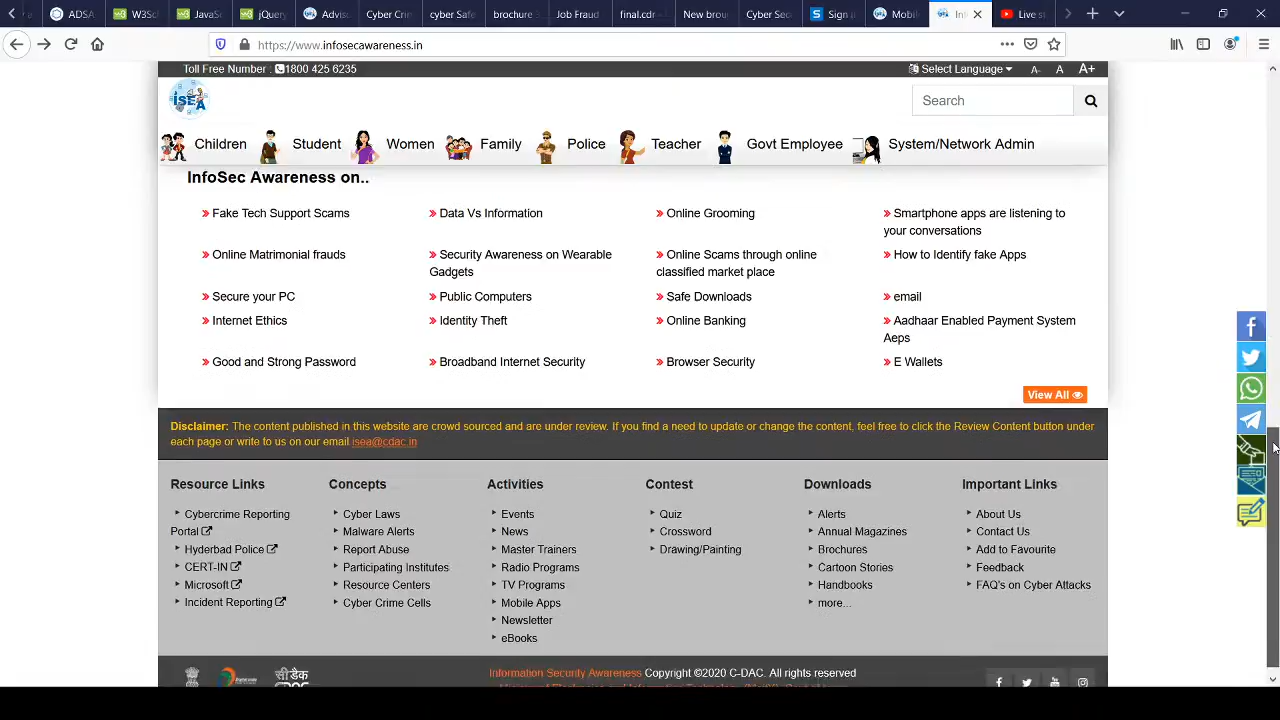 ADSA
W3Sc
JavaSc
jQuery
Adviso
Cyber Crim
cyber Safe
brochure S
Job Fraud
final.cdr -
New broui
Cyber Secu
Sign i
Mobil
Live st
https://www.infosecawareness.in
Toll Free Number : 1800 425 6235
Select Language
A-
A
A+
ISEA
Search
Children
Student
Women
Family
Police
Teacher
Govt Employee
System/Network Admin
InfoSec Awareness on..
Fake Tech Support Scams
Data Vs Information
Online Grooming
Smartphone apps are listening to
your conversations
Online Matrimonial frauds
Security Awareness on Wearable
Gadgets
Online Scams through online
classified market place
How to Identify fake Apps
Secure your PC
Public Computers
Safe Downloads
email
Internet Ethics
Identity Theft
Online Banking
Aadhaar Enabled Payment System
Aeps
Good and Strong Password
Broadband Internet Security
Browser Security
E Wallets
View All
Disclaimer: The content published in this website are crowd sourced and are under review. If you find a need to update or change the content, feel free to click the Review Content button under
each page or write to us on our email isea@cdac.in
Resource Links
Cybercrime Reporting
Portal
Hyderbad Police
CERT-IN
Microsoft
Incident Reporting
Concepts
Cyber Laws
Malware Alerts
Report Abuse
Participating Institutes
Resource Centers
Cyber Crime Cells
Activities
Events
News
Master Trainers
Radio Programs
TV Programs
Mobile Apps
Newsletter
eBooks
Contest
Quiz
Crossword
Drawing/Painting
Downloads
Alerts
Annual Magazines
Brochures
Cartoon Stories
Handbooks
more...
Important Links
About Us
Contact Us
Add to Favourite
Feedback
FAQ's on Cyber Attacks
सी डैक
Information Security Awareness Copyright ©2020 C-DAC. All rights reserved